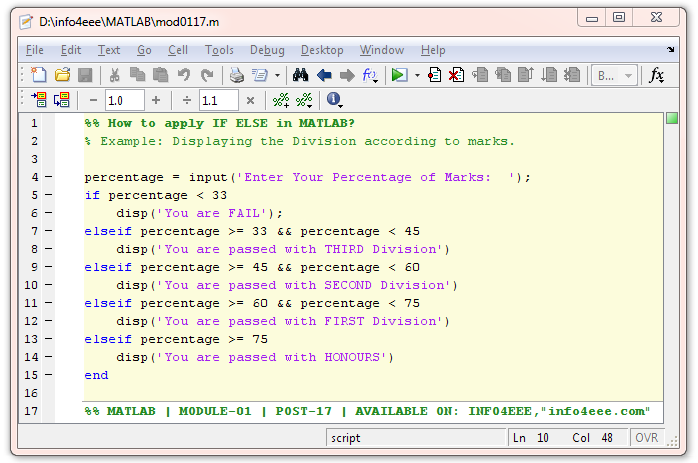 D:\info4eee\MATLAB\mod0117.m
File Edit Text Go Cell Tools Debug Desktop Window Help
B...
fx
1.0
1.1
1 %% How to apply IF ELSE in MATLAB?
2 % Example: Displaying the Division according to marks.
3
4 — percentage = input('Enter Your Percentage of Marks:  ');
5 — if percentage < 33
6 —     disp('You are FAIL');
7 — elseif percentage >= 33 && percentage < 45
8 —     disp('You are passed with THIRD Division')
9 — elseif percentage >= 45 && percentage < 60
10 —     disp('You are passed with SECOND Division')
11 — elseif percentage >= 60 && percentage < 75
12 —     disp('You are passed with FIRST Division')
13 — elseif percentage >= 75
14 —     disp('You are passed with HONOURS')
15 — end
16
17 %% MATLAB | MODULE-01 | POST-17 | AVAILABLE ON: INFO4EEE,"info4eee.com"
script Ln 10 Col 48 OVR